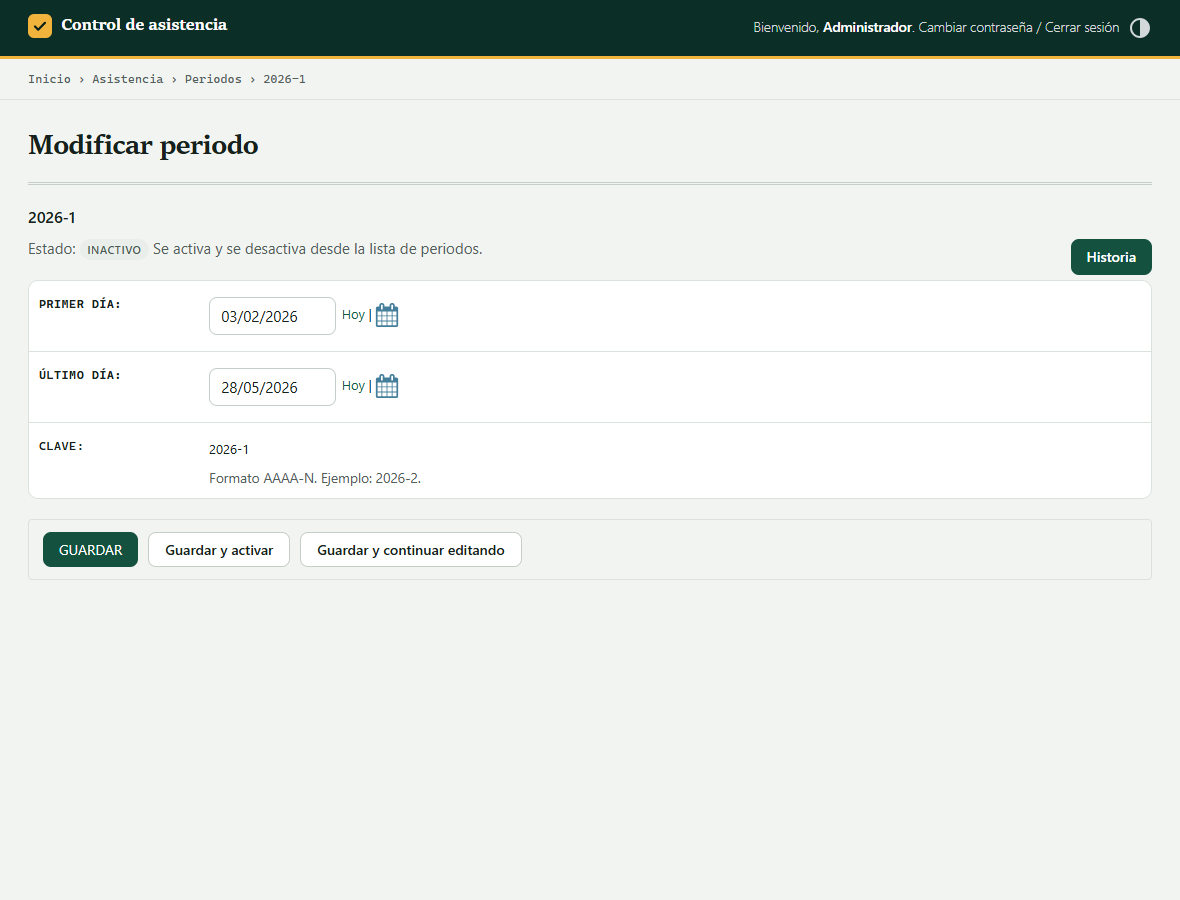 Control de asistencia
Bienvenido, Administrador. Cambiar contraseña / Cerrar sesión
Inicio › Asistencia › Periodos › 2026-1
Modificar periodo
2026-1
Estado: INACTIVO Se activa y se desactiva desde la lista de periodos.
Historia
PRIMER DÍA:
03/02/2026
Hoy |
ÚLTIMO DÍA:
28/05/2026
Hoy |
CLAVE:
2026-1
Formato AAAA-N. Ejemplo: 2026-2.
GUARDAR
Guardar y activar
Guardar y continuar editando